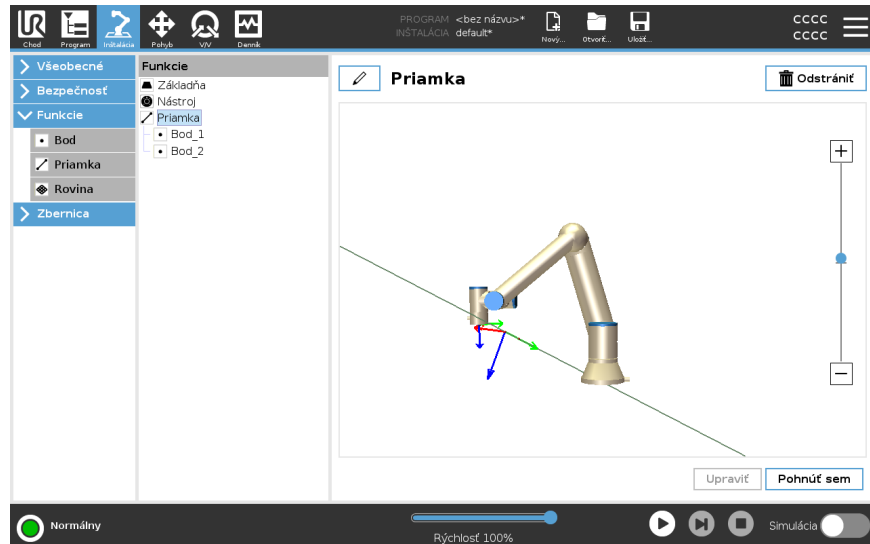 UR
Chod
Program
Inštalácia
Pohyb
V/V
Denník
PROGRAM <bez názvu>*
INŠTALÁCIA default*
Nový...
Otvoriť...
Uložiť...
cccc
cccc
Všeobecné
Bezpečnosť
Funkcie
Bod
Priamka
Rovina
Zbernica
Funkcie
Základňa
Nástroj
Priamka
Bod_1
Bod_2
Priamka
Odstrániť
Upraviť
Pohnúť sem
Normálny
Rýchlosť 100%
Simulácia